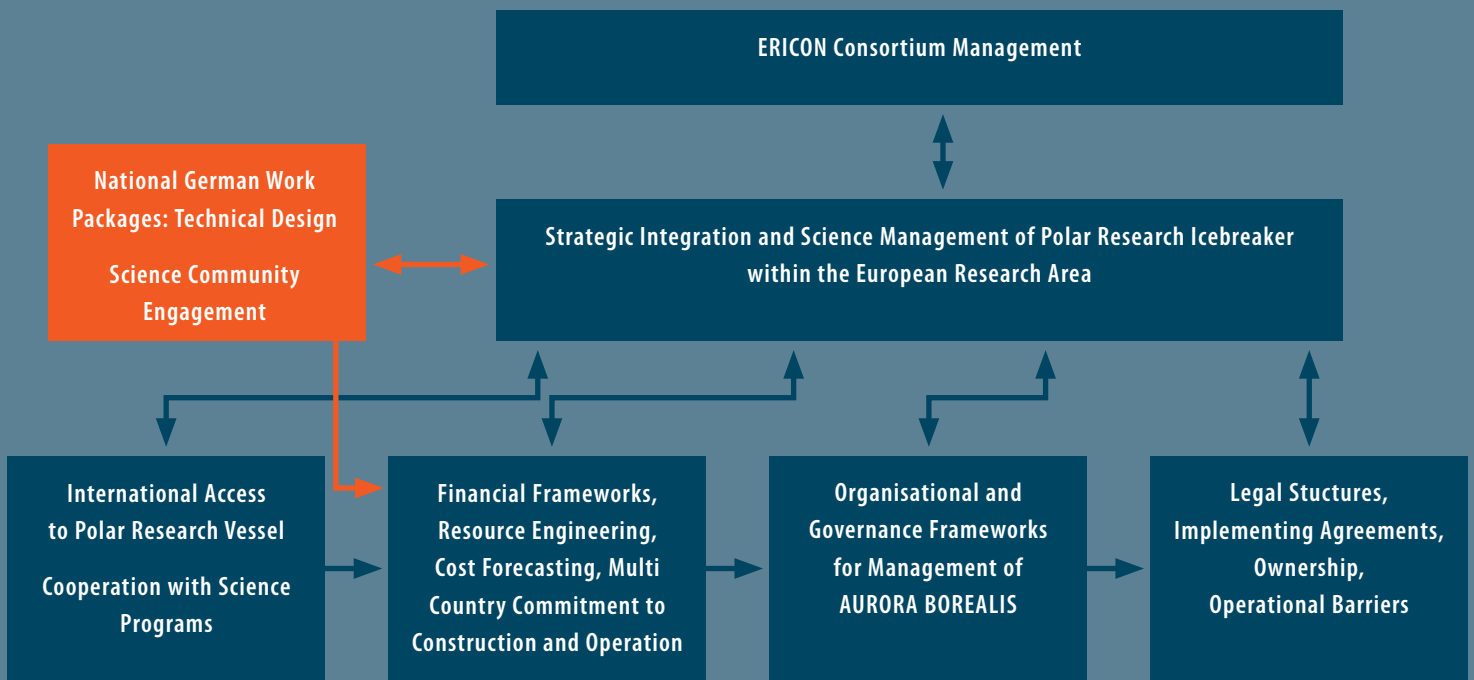 ERICON Consortium Management
National German Work
Packages: Technical Design
Science Community
Engagement
Strategic Integration and Science Management of Polar Research Icebreaker
within the European Research Area
International Access
to Polar Research Vessel
Cooperation with Science
Programs
Financial Frameworks,
Resource Engineering,
Cost Forecasting, Multi
Country Commitment to
Construction and Operation
Organisational and
Governance Frameworks
for Management of
AURORA BOREALIS
Legal Stuctures,
Implementing Agreements,
Ownership,
Operational Barriers